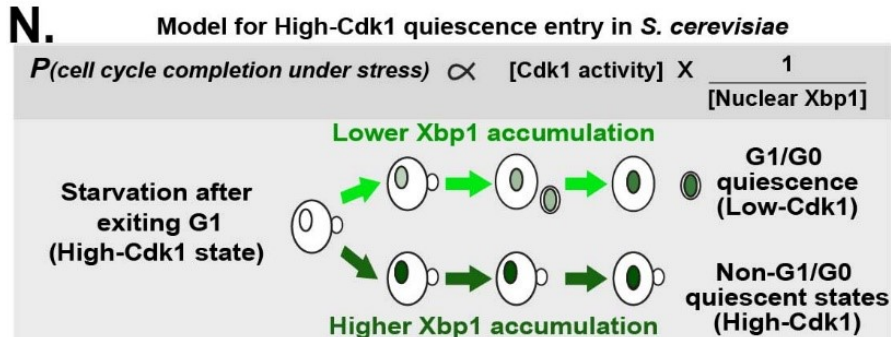 N.
Model for High-Cdk1 quiescence entry in S. cerevisiae
P(cell cycle completion under stress) ∝ [Cdk1 activity] X 1
[Nuclear Xbp1]
Lower Xbp1 accumulation
Starvation after
exiting G1
(High-Cdk1 state)
G1/G0
quiescence
(Low-Cdk1)
Non-G1/G0
quiescent states
(High-Cdk1)
Higher Xbp1 accumulation